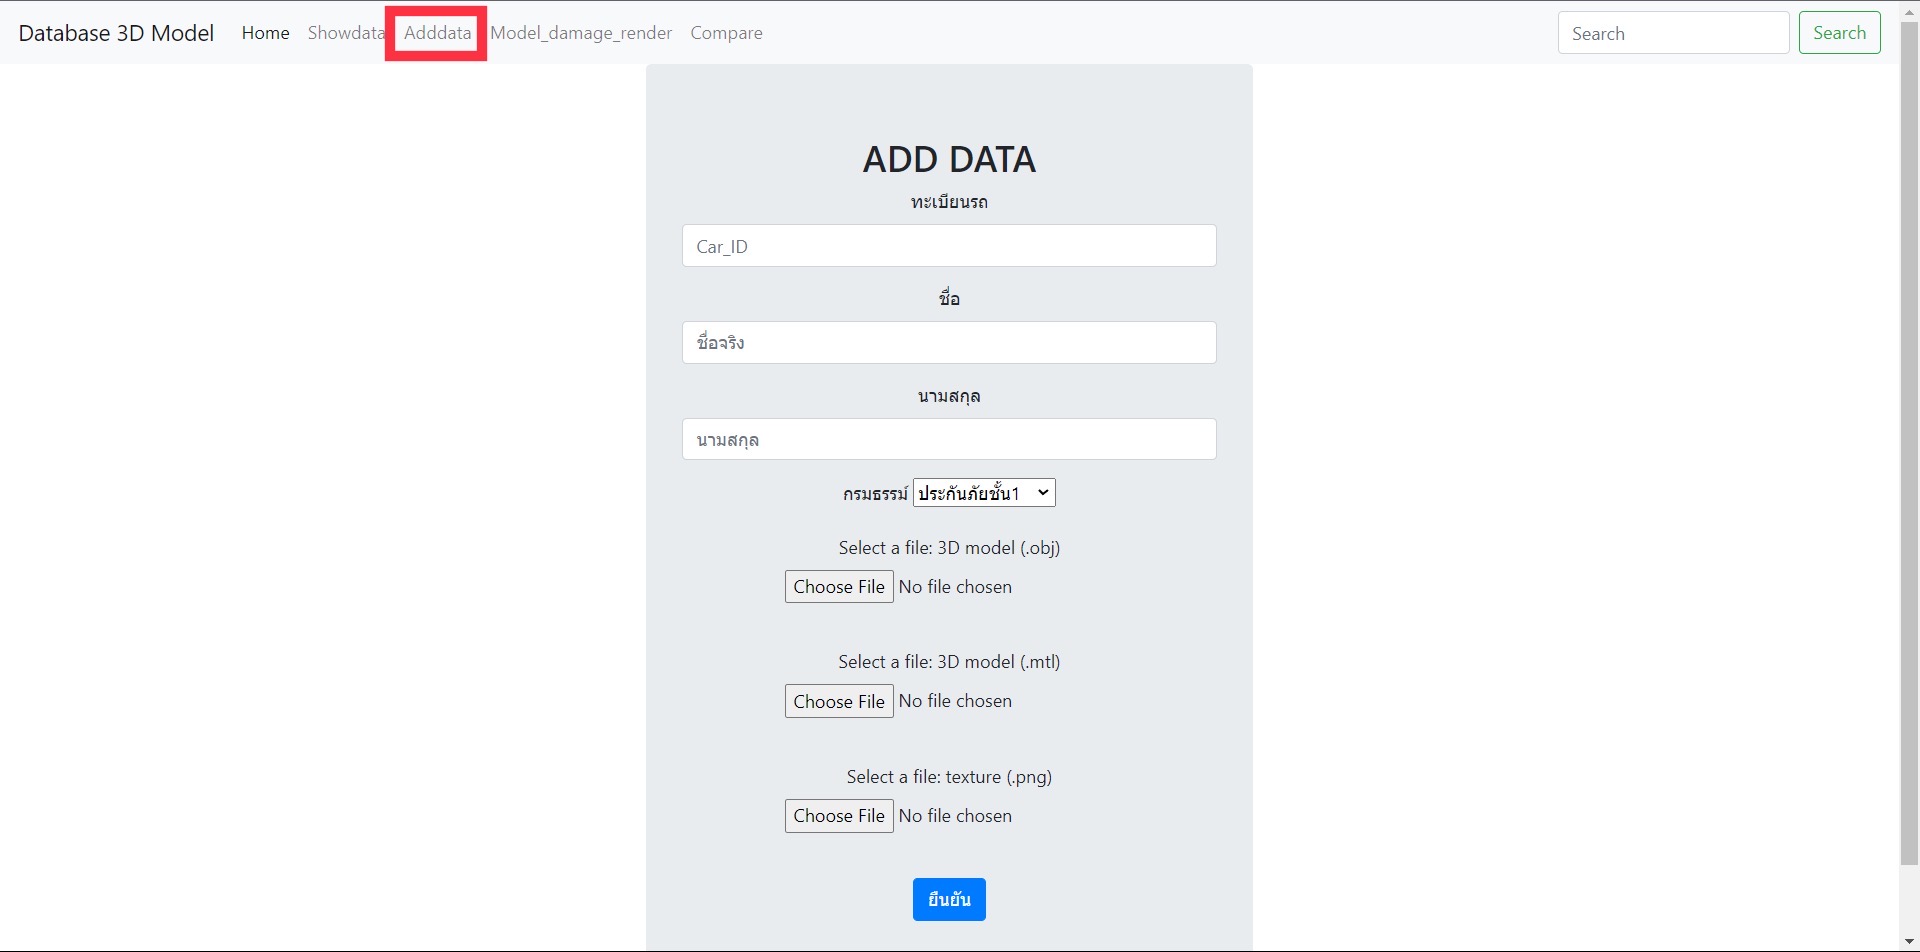 Database 3D Model Home Showdata Adddata Model_damage_render Compare Search Search
ADD DATA
ทะเบียนรถ
Car_ID
ชื่อ
ชื่อจริง
นามสกุล
นามสกุล
กรมธรรม์ ประกันภัยชั้น1
Select a file: 3D model (.obj)
Choose File No file chosen
Select a file: 3D model (.mtl)
Choose File No file chosen
Select a file: texture (.png)
Choose File No file chosen
ยืนยัน